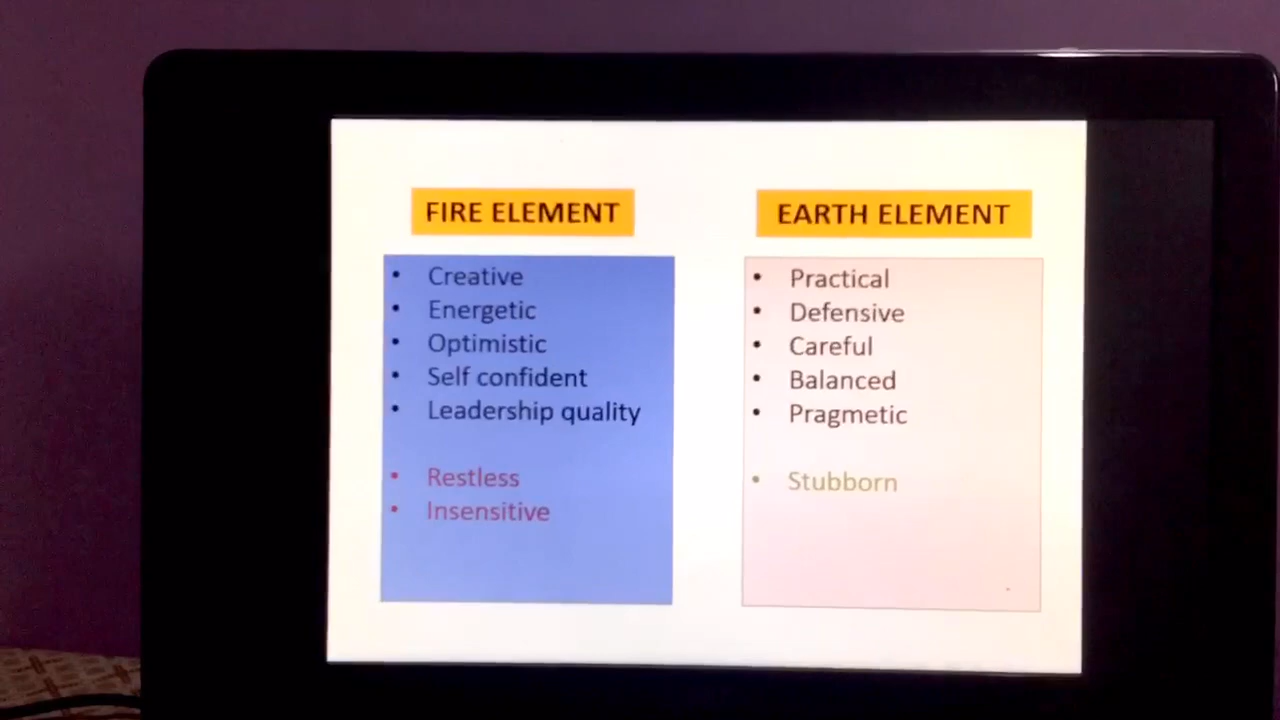 FIRE ELEMENT
• Creative
• Energetic
• Optimistic
• Self confident
• Leadership quality
• Restless
• Insensitive
EARTH ELEMENT
• Practical
• Defensive
• Careful
• Balanced
• Pragmetic
• Stubborn